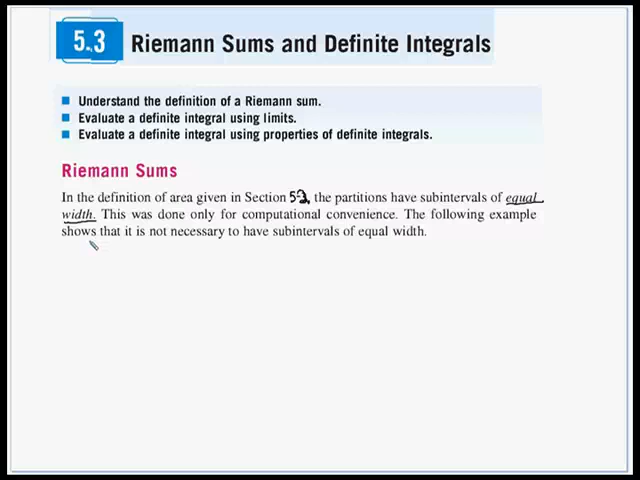 5.3
Riemann Sums and Definite Integrals
Understand the definition of a Riemann sum.
Evaluate a definite integral using limits.
Evaluate a definite integral using properties of definite integrals.
Riemann Sums
In the definition of area given in Section 5.2, the partitions have subintervals of equal
width. This was done only for computational convenience. The following example
shows that it is not necessary to have subintervals of equal width.